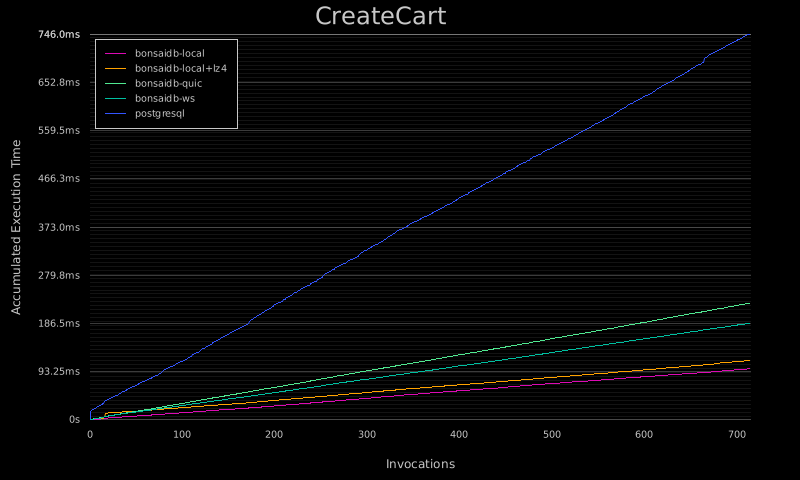 CreateCart
746.0ms
652.8ms
559.5ms
466.3ms
373.0ms
279.8ms
186.5ms
93.25ms
0s
bonsaidb-local
bonsaidb-local+lz4
bonsaidb-quic
bonsaidb-ws
postgresql
Accumulated Execution Time
0 100 200 300 400 500 600 700
Invocations